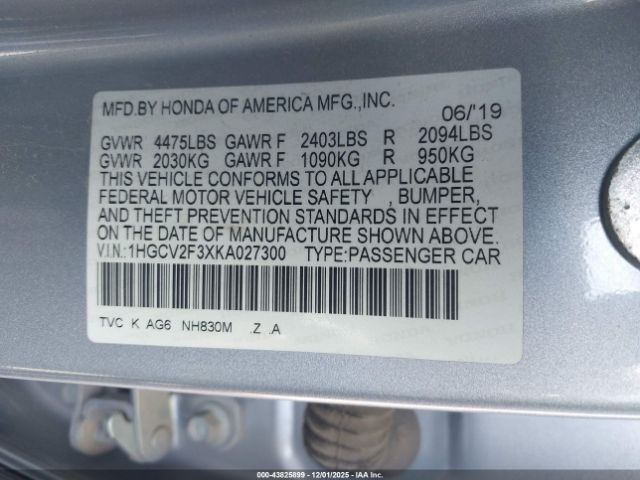 MFD.BY HONDA OF AMERICA MFG.,INC. 06/'19
GVWR 4475LBS GAWR F 2403LBS R 2094LBS
GVWR 2030KG GAWR F 1090KG R 950KG
THIS VEHICLE CONFORMS TO ALL APPLICABLE
FEDERAL MOTOR VEHICLE SAFETY , BUMPER,
AND THEFT PREVENTION STANDARDS IN EFFECT
ON THE DATE OF MANUFACTURE SHOWN ABOVE.
V.I.N.:1HGCV2F3XKA027300 TYPE:PASSENGER CAR
TVC K AG6 NH830M .Z .A
000-43825899 - 12/01/2025 - IAA Inc.